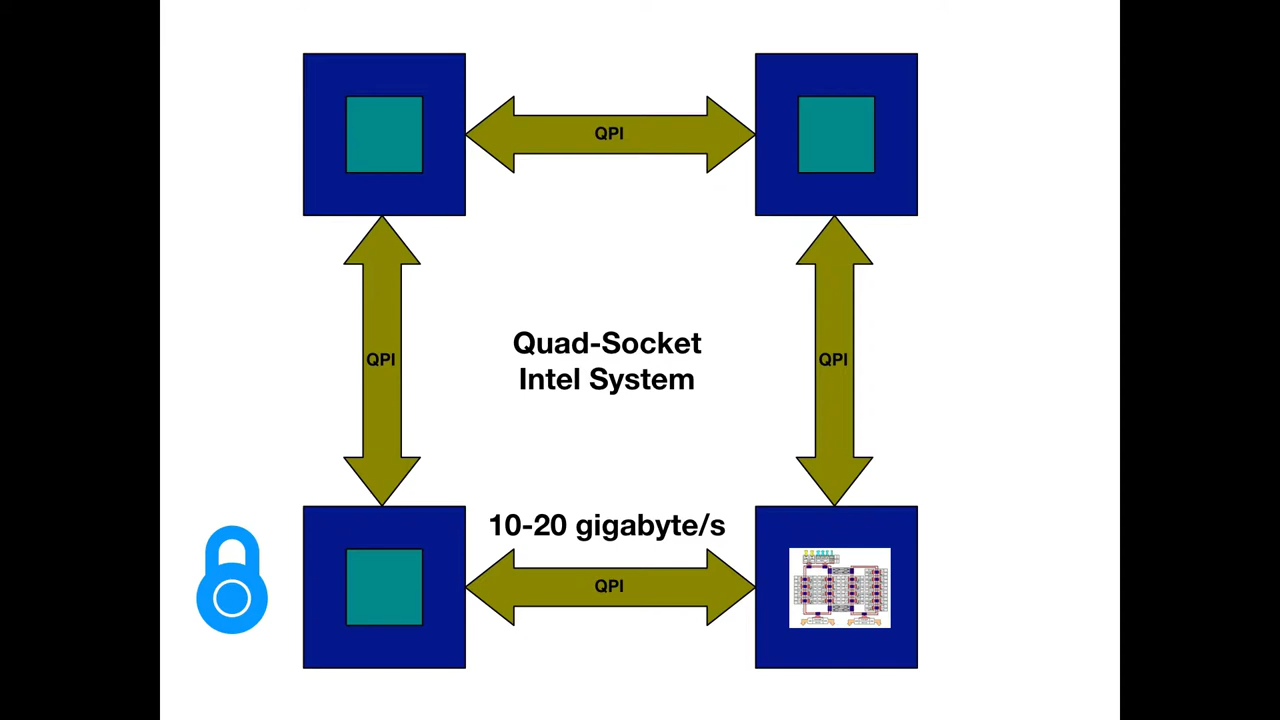 QPI
QPI
Quad-Socket
Intel System
QPI
10-20 gigabyte/s
QPI